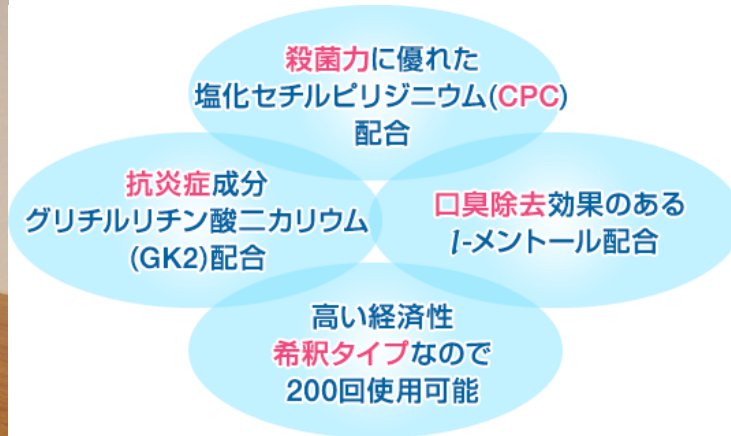 殺菌力に優れた
塩化セチルピリジニウム(CPC)
配合
抗炎症成分
グリチルリチン酸二カリウム
(GK2)配合
口臭除去効果のある
l-メントール配合
高い経済性
希釈タイプなので
200回使用可能